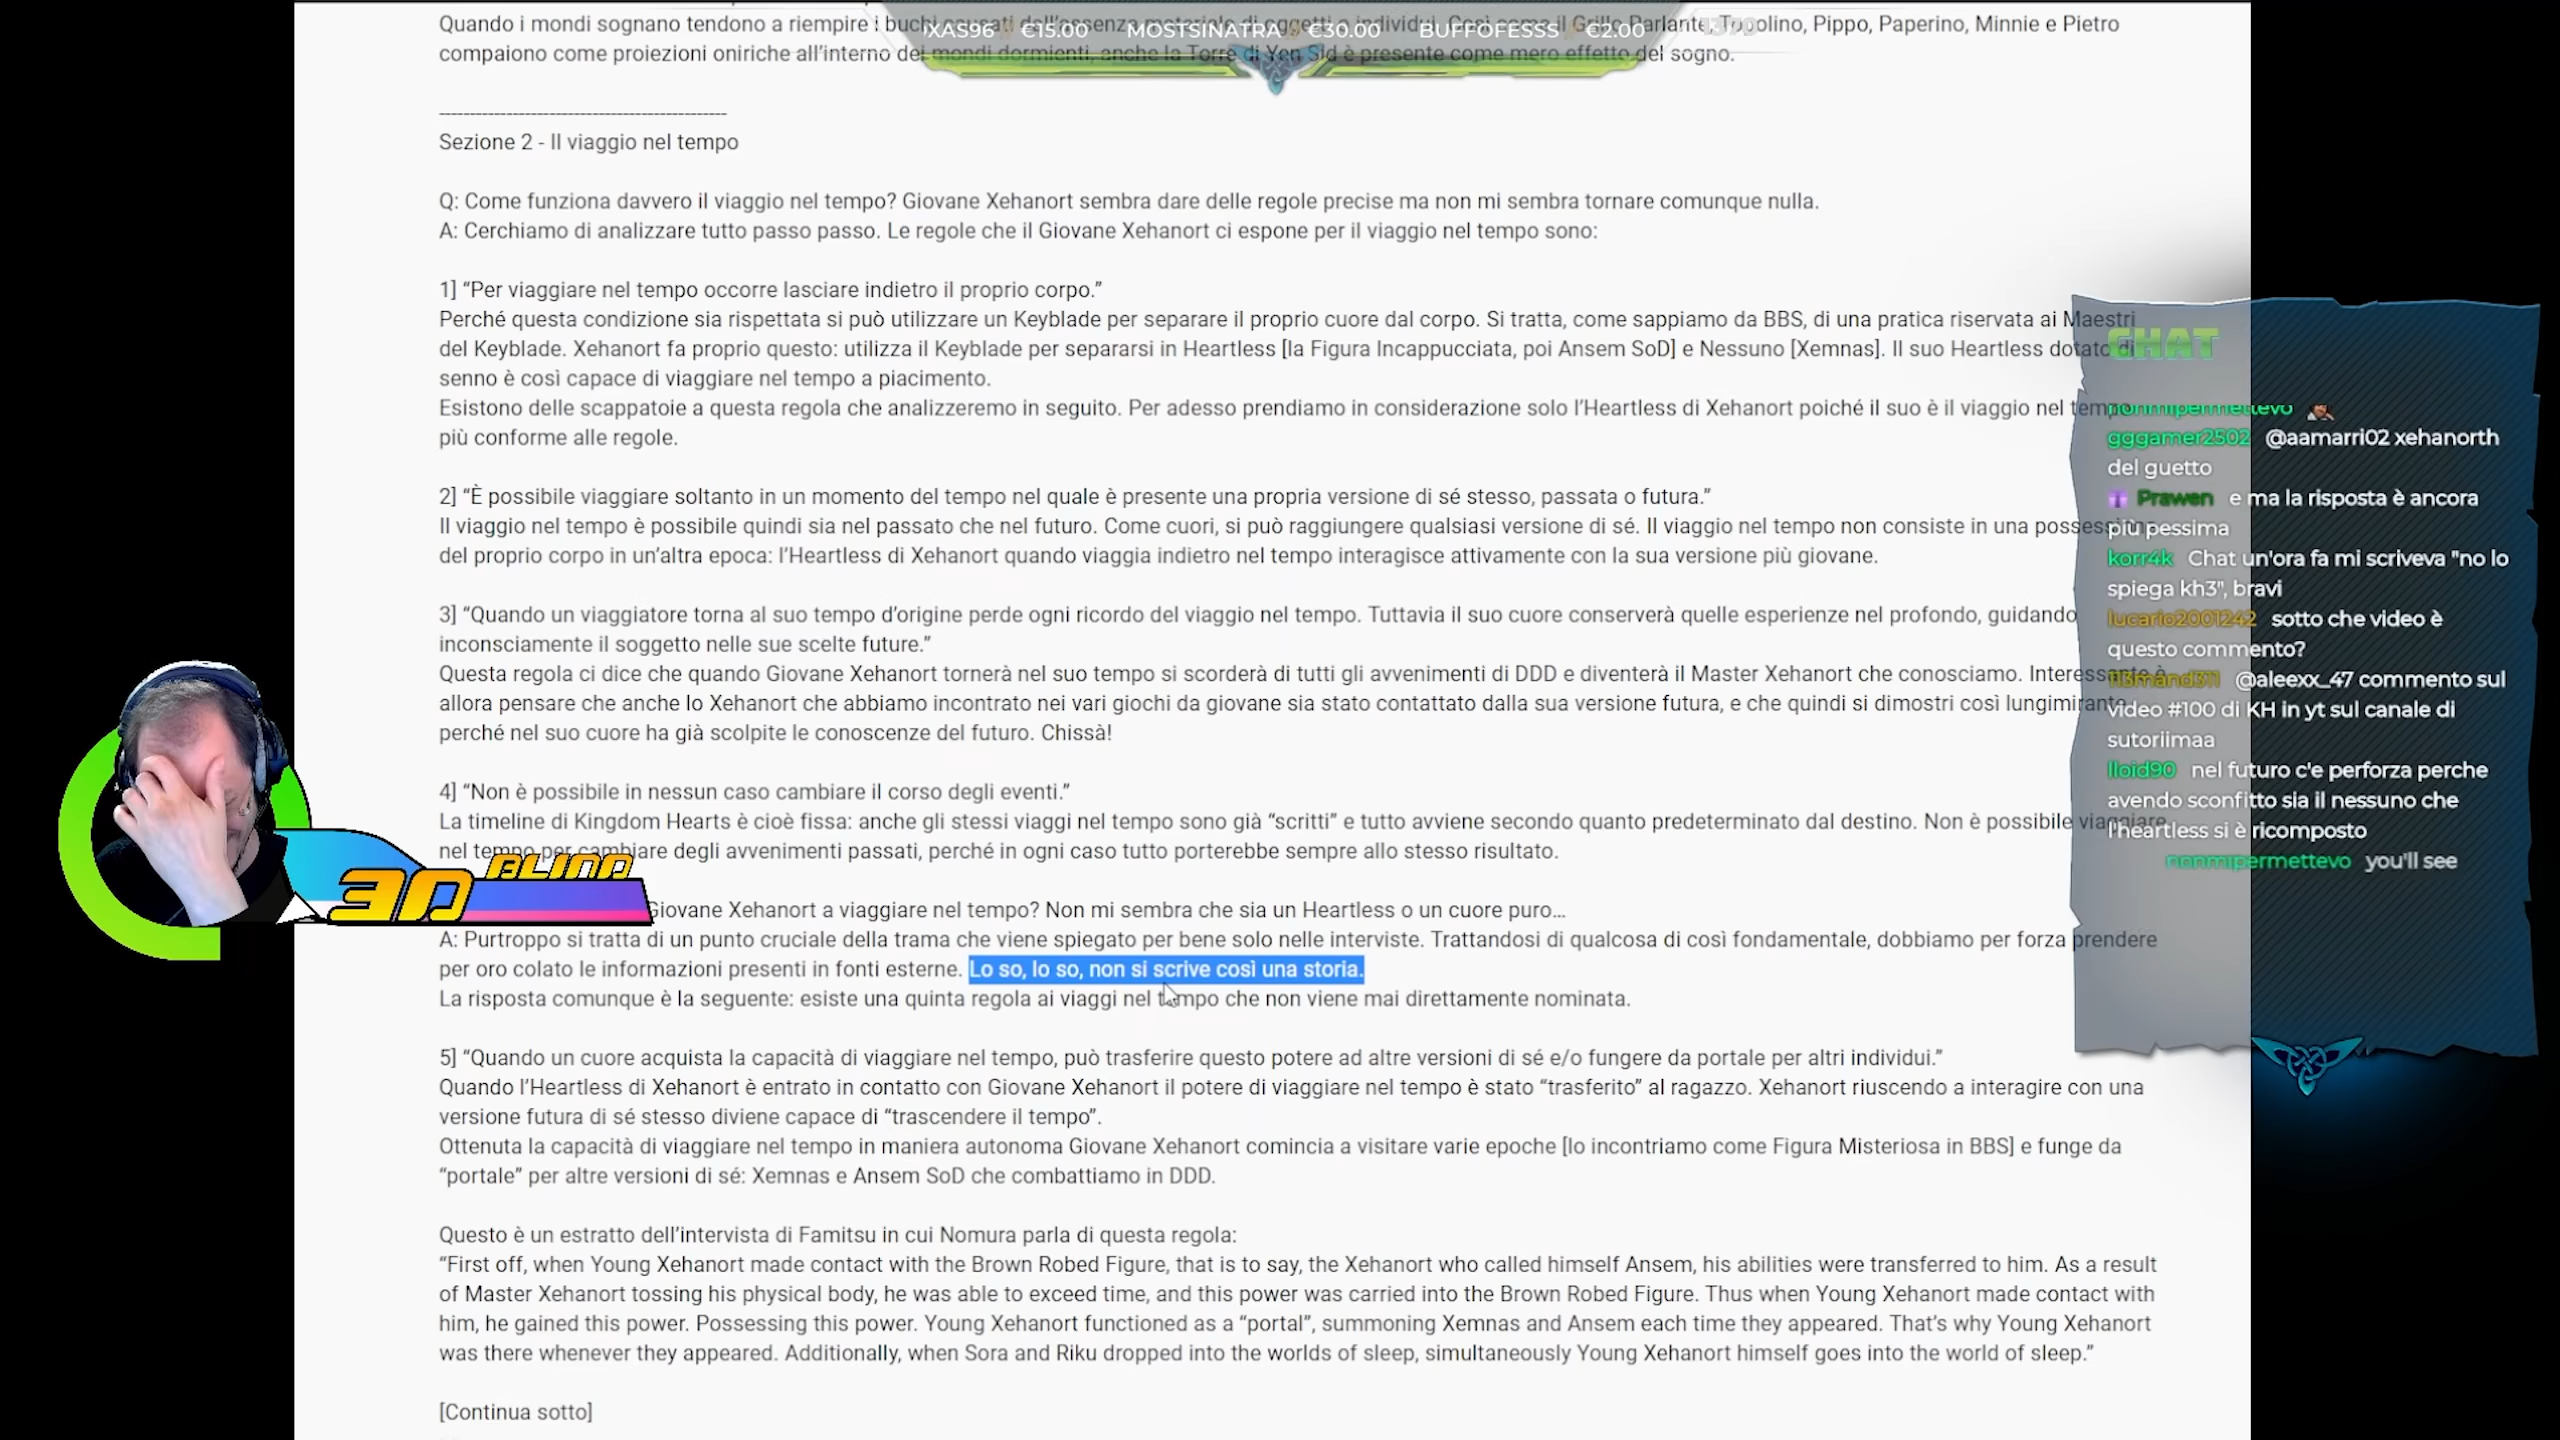 Quando i mondi sognano tendono a riempire i buchi causati dall'essenza materiale di oggetti o individui. Così come il Grillo Parlante, Topolino, Pippo, Paperino, Minnie e Pietro
compaiono come proiezioni oniriche all'interno dei mondi dormienti, anche la Torre di Yen Sid è presente come mero effetto del sogno.
XAS96 €15.00 MOSTSINATRA €30.00 BUFFOFESSS €2.00
------------------------------------------------
Sezione 2 - Il viaggio nel tempo
Q: Come funziona davvero il viaggio nel tempo? Giovane Xehanort sembra dare delle regole precise ma non mi sembra tornare comunque nulla.
A: Cerchiamo di analizzare tutto passo passo. Le regole che il Giovane Xehanort ci espone per il viaggio nel tempo sono:
1] “Per viaggiare nel tempo occorre lasciare indietro il proprio corpo.”
Perché questa condizione sia rispettata si può utilizzare un Keyblade per separare il proprio cuore dal corpo. Si tratta, come sappiamo da BBS, di una pratica riservata ai Maestri
del Keyblade. Xehanort fa proprio questo: utilizza il Keyblade per separarsi in Heartless [la Figura Incappucciata, poi Ansem SoD] e Nessuno [Xemnas]. Il suo Heartless dotato di
senno è così capace di viaggiare nel tempo a piacimento.
Esistono delle scappatoie a questa regola che analizzeremo in seguito. Per adesso prendiamo in considerazione solo l’Heartless di Xehanort poiché il suo è il viaggio nel tempo
più conforme alle regole.
2] “È possibile viaggiare soltanto in un momento del tempo nel quale è presente una propria versione di sé stesso, passata o futura.”
Il viaggio nel tempo è possibile quindi sia nel passato che nel futuro. Come cuori, si può raggiungere qualsiasi versione di sé. Il viaggio nel tempo non consiste in una possessione
del proprio corpo in un’altra epoca: l’Heartless di Xehanort quando viaggia indietro nel tempo interagisce attivamente con la sua versione più giovane.
3] “Quando un viaggiatore torna al suo tempo d’origine perde ogni ricordo del viaggio nel tempo. Tuttavia il suo cuore conserverà quelle esperienze nel profondo, guidando
inconsciamente il soggetto nelle sue scelte future.”
Questa regola ci dice che quando Giovane Xehanort tornerà nel suo tempo si scorderà di tutti gli avvenimenti di DDD e diventerà il Master Xehanort che conosciamo. Interessante è
allora pensare che anche lo Xehanort che abbiamo incontrato nei vari giochi da giovane sia stato contattato dalla sua versione futura, e che quindi si dimostri così lungimirante
perché nel suo cuore ha già scolpite le conoscenze del futuro. Chissà!
4] “Non è possibile in nessun caso cambiare il corso degli eventi.”
La timeline di Kingdom Hearts è cioè fissa: anche gli stessi viaggi nel tempo sono già “scritti” e tutto avviene secondo quanto predeterminato dal destino. Non è possibile viaggiare
nel tempo per cambiare degli avvenimenti passati, perché in ogni caso tutto porterebbe sempre allo stesso risultato.
Giovane Xehanort a viaggiare nel tempo? Non mi sembra che sia un Heartless o un cuore puro…
A: Purtroppo si tratta di un punto cruciale della trama che viene spiegato per bene solo nelle interviste. Trattandosi di qualcosa di così fondamentale, dobbiamo per forza prendere
per oro colato le informazioni presenti in fonti esterne. Lo so, lo so, non si scrive così una storia.
La risposta comunque è la seguente: esiste una quinta regola ai viaggi nel tempo che non viene mai direttamente nominata.
5] “Quando un cuore acquista la capacità di viaggiare nel tempo, può trasferire questo potere ad altre versioni di sé e/o fungere da portale per altri individui.”
Quando l’Heartless di Xehanort è entrato in contatto con Giovane Xehanort il potere di viaggiare nel tempo è stato “trasferito” al ragazzo. Xehanort riuscendo a interagire con una
versione futura di sé stesso diviene capace di “trascendere il tempo”.
Ottenuta la capacità di viaggiare nel tempo in maniera autonoma Giovane Xehanort comincia a visitare varie epoche [lo incontriamo come Figura Misteriosa in BBS] e funge da
“portale” per altre versioni di sé: Xemnas e Ansem SoD che combattiamo in DDD.
Questo è un estratto dell’intervista di Famitsu in cui Nomura parla di questa regola:
“First off, when Young Xehanort made contact with the Brown Robed Figure, that is to say, the Xehanort who called himself Ansem, his abilities were transferred to him. As a result
of Master Xehanort tossing his physical body, he was able to exceed time, and this power was carried into the Brown Robed Figure. Thus when Young Xehanort made contact with
him, he gained this power. Possessing this power. Young Xehanort functioned as a “portal”, summoning Xemnas and Ansem each time they appeared. That’s why Young Xehanort
was there whenever they appeared. Additionally, when Sora and Riku dropped into the worlds of sleep, simultaneously Young Xehanort himself goes into the world of sleep.”
[Continua sotto]
3D BLIND
CHAT
nonmipermettevo
gggamer2502 @aamarri02 xehanorth
del guetto
Prawen e ma la risposta è ancora
più pessima
korr4k Chat un'ora fa mi scriveva "no lo
spiega kh3", bravi
lucario2001242 sotto che video è
questo commento?
@aleexx_47 commento sul
video #100 di KH in yt sul canale di
sutoriimaa
lloid90 nel futuro c'e perforza perche
avendo sconfitto sia il nessuno che
l'heartless si è ricomposto
nonmipermettevo you'll see